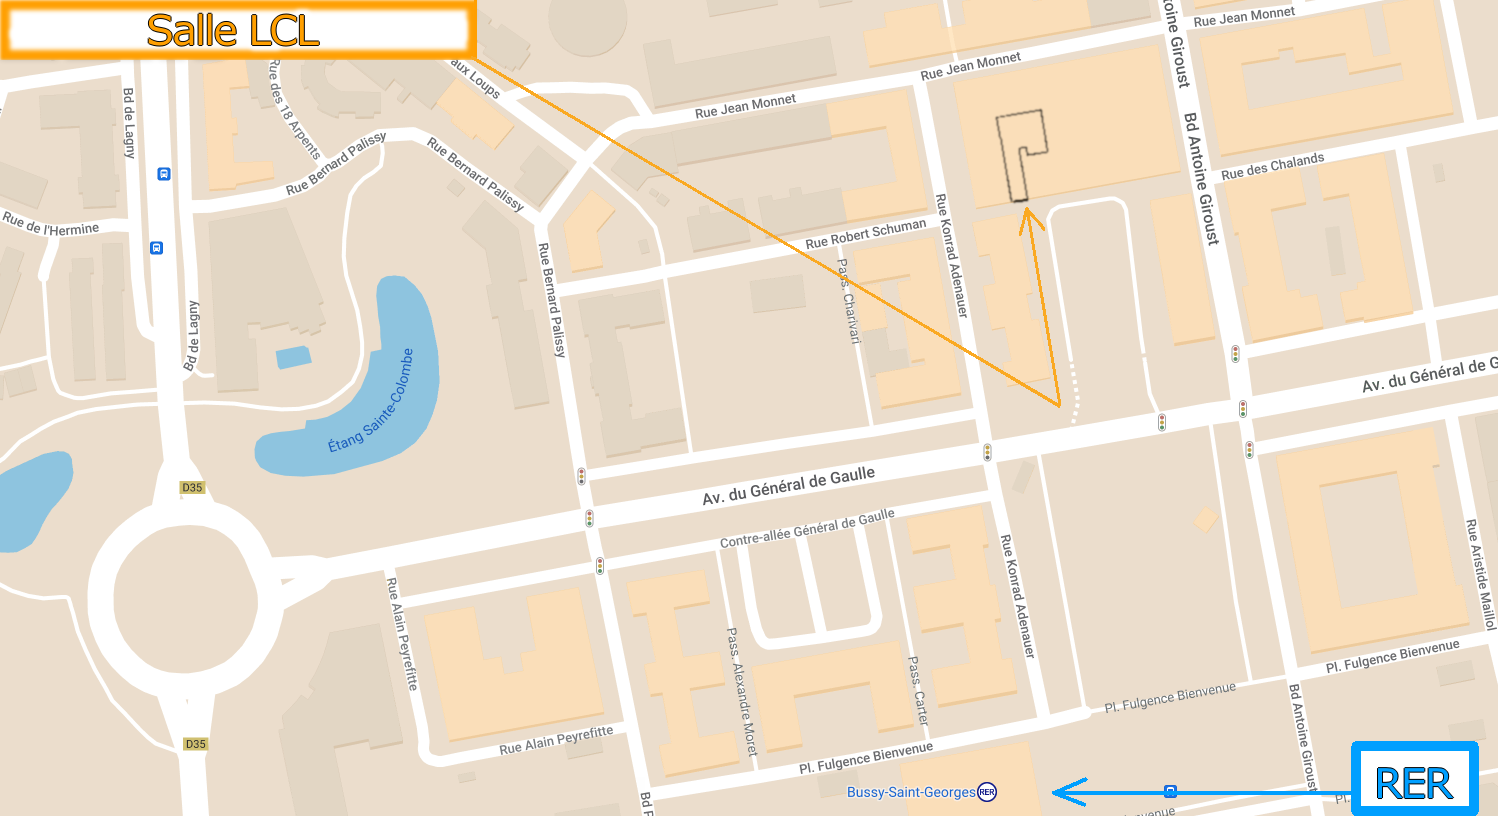 Salle LCL
Rue Jean Monnet
Rue Jean Monnet
Rue Jean Monnet
aux Loups
toine Giroust
Bd Antoine Giroust
Rue des Chalands
Bd de Lagny
Rue des 18 Arpents
Rue Bernard Palissy
Rue Bernard Palissy
Rue de l'Hermine
Rue Bernard Palissy
Rue Robert Schuman
Rue Konrad Adenauer
Pass. Charivari
Bd de Lagny
Étang Sainte-Colombe
Av. du Général de G
Av. du Général de Gaulle
D35
Contre-allée Général de Gaulle
Rue Konrad Adenauer
Rue Aristide Maillol
Rue Alain Peyrefitte
Pass. Alexandre Moret
Pass. Carter
Pl. Fulgence Bienvenue
Pl. Fulgence Bienvenue
Bd Antoine Giroust
D35
Rue Alain Peyrefitte
Pl. Fulgence Bienvenue
Bussy-Saint-Georges
RER
RER
Bd P
Pl.
venue